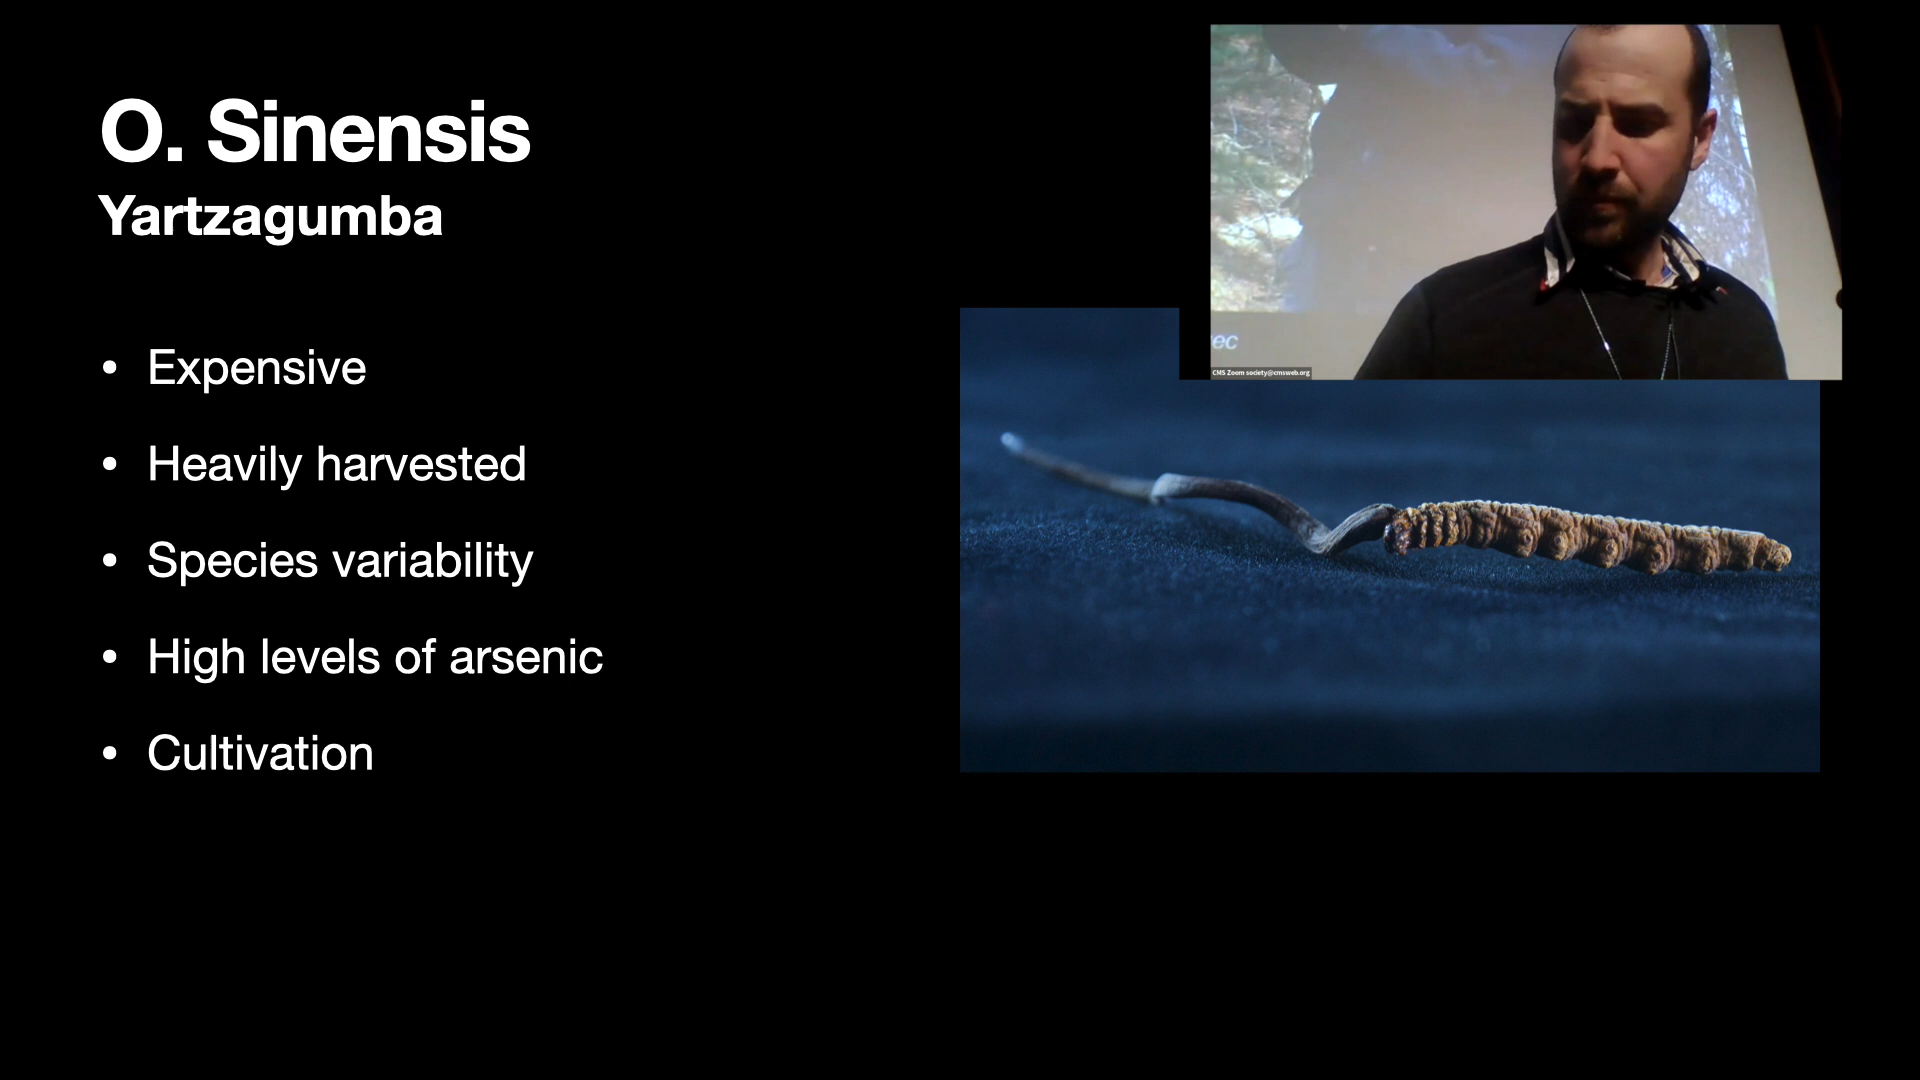 O. Sinensis
Yartzagumba
• Expensive
• Heavily harvested
• Species variability
• High levels of arsenic
• Cultivation
ec
CMS Zoom society@cmsweb.org